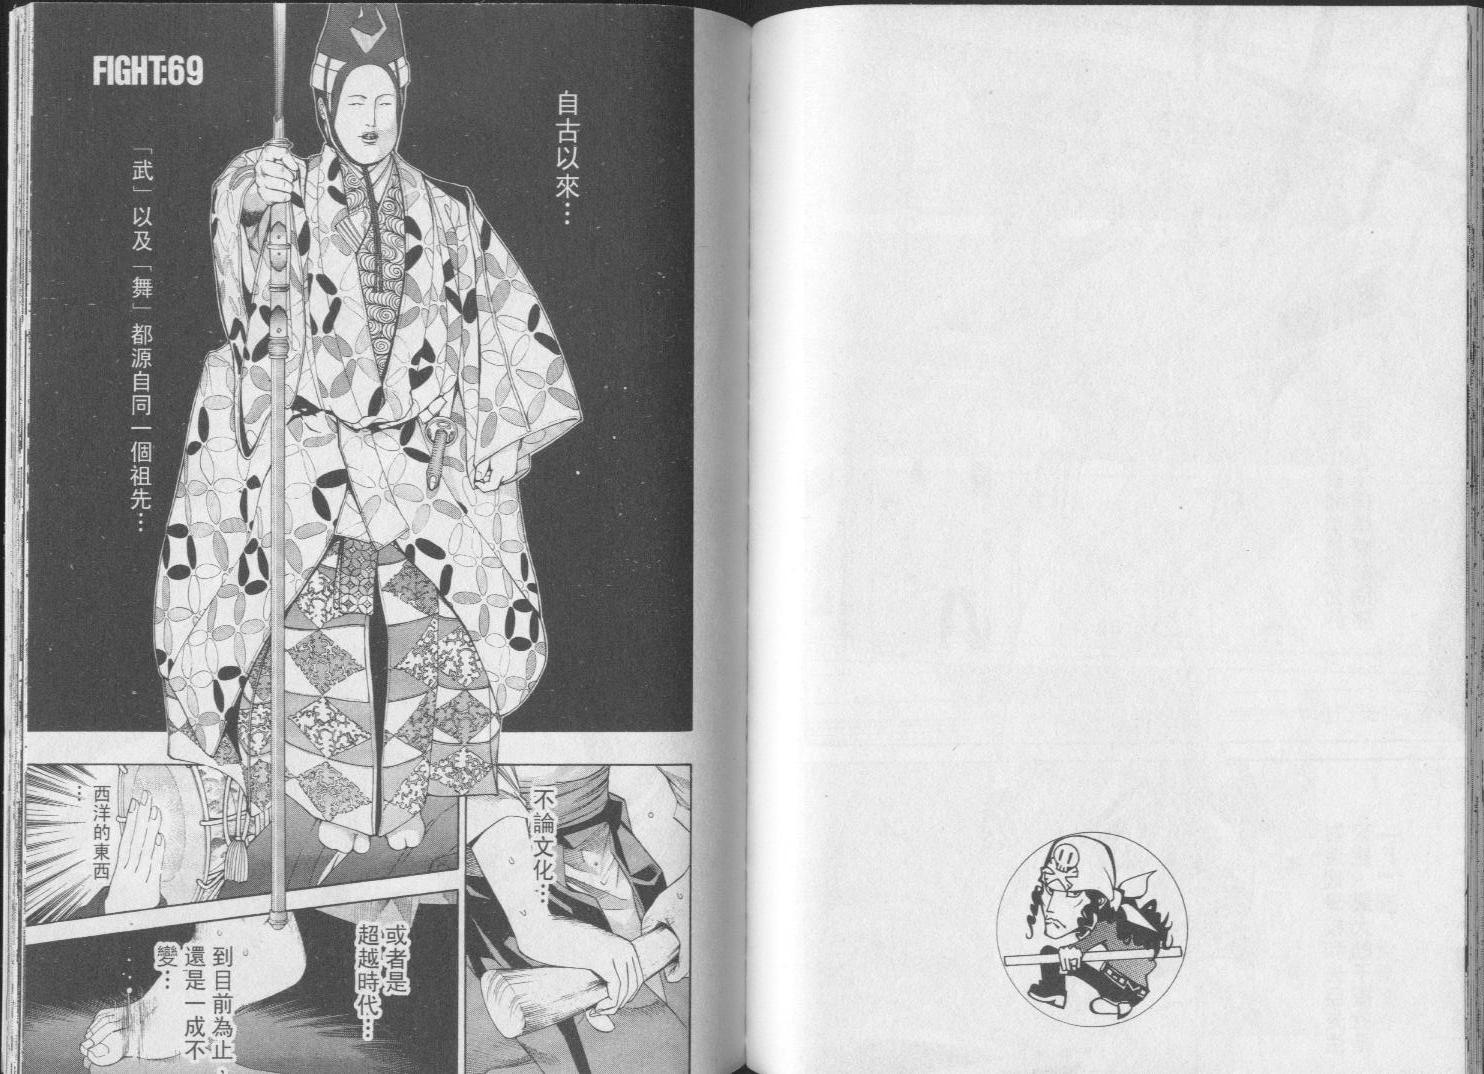 FIGHT:69
自古以來…
「武」以及「舞」都源自同一個祖先…
不論文化…
或者是
超越時代…
西洋的東西
…
到目前為止、
還是一成不
變…